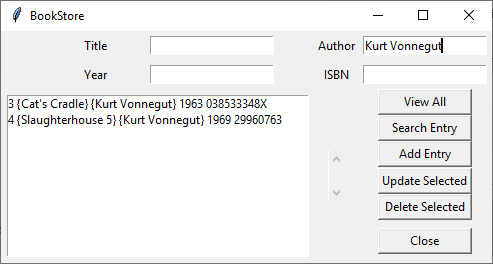 BookStore
Title
Author Kurt Vonnegut
Year
ISBN
3 {Cat's Cradle} {Kurt Vonnegut} 1963 038533348X
4 {Slaughterhouse 5} {Kurt Vonnegut} 1969 29960763
View All
Search Entry
Add Entry
Update Selected
Delete Selected
Close